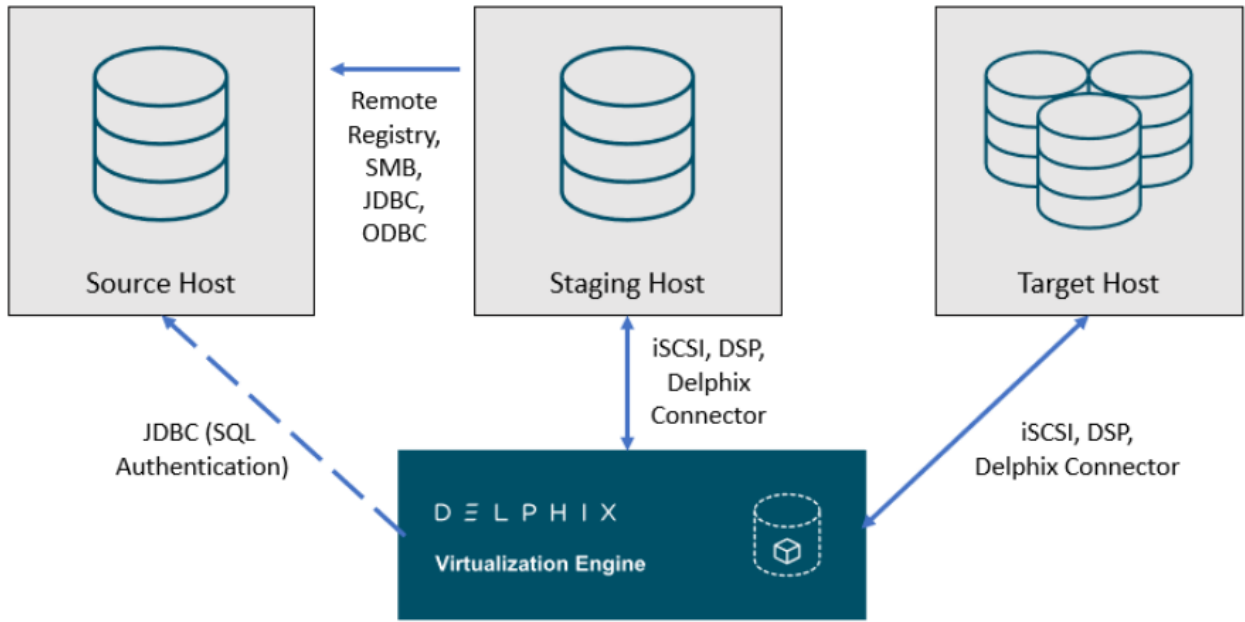 Remote
Registry,
SMB,
JDBC,
ODBC
Source Host
Staging Host
Target Host
iSCSI, DSP,
Delphix
Connector
JDBC (SQL
Authentication)
iSCSI, DSP,
Delphix Connector
DELPHIX
Virtualization Engine